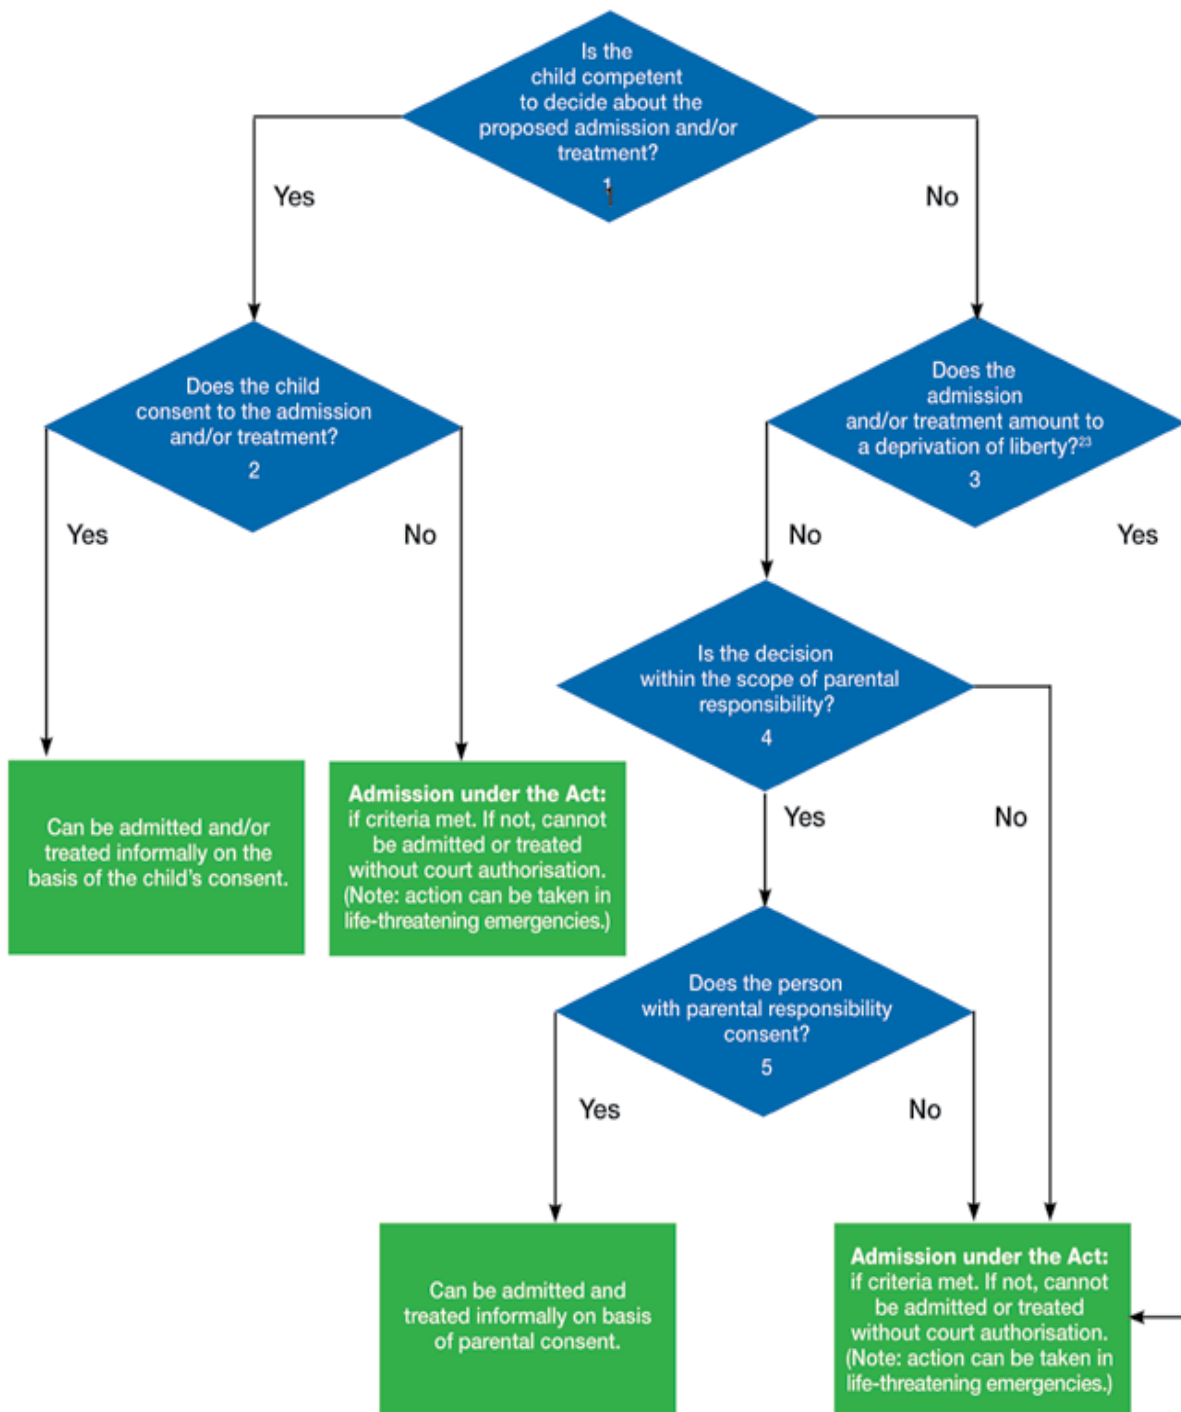 Is the
child competent
to decide about the
proposed admission and/or
treatment?
1
Yes
No
Does the child
consent to the admission
and/or treatment?
2
Does the
admission
and/or treatment amount to
a deprivation of liberty?²³
3
Yes
No
No
Yes
Is the decision
within the scope of parental
responsibility?
4
Can be admitted and/or
treated informally on the
basis of the child's consent.
Admission under the Act:
if criteria met. If not, cannot
be admitted or treated
without court authorisation.
(Note: action can be taken in
life-threatening emergencies.)
Yes
No
Does the person
with parental responsibility
consent?
5
Yes
No
Can be admitted and
treated informally on basis
of parental consent.
Admission under the Act:
if criteria met. If not, cannot
be admitted or treated
without court authorisation.
(Note: action can be taken in
life-threatening emergencies.)